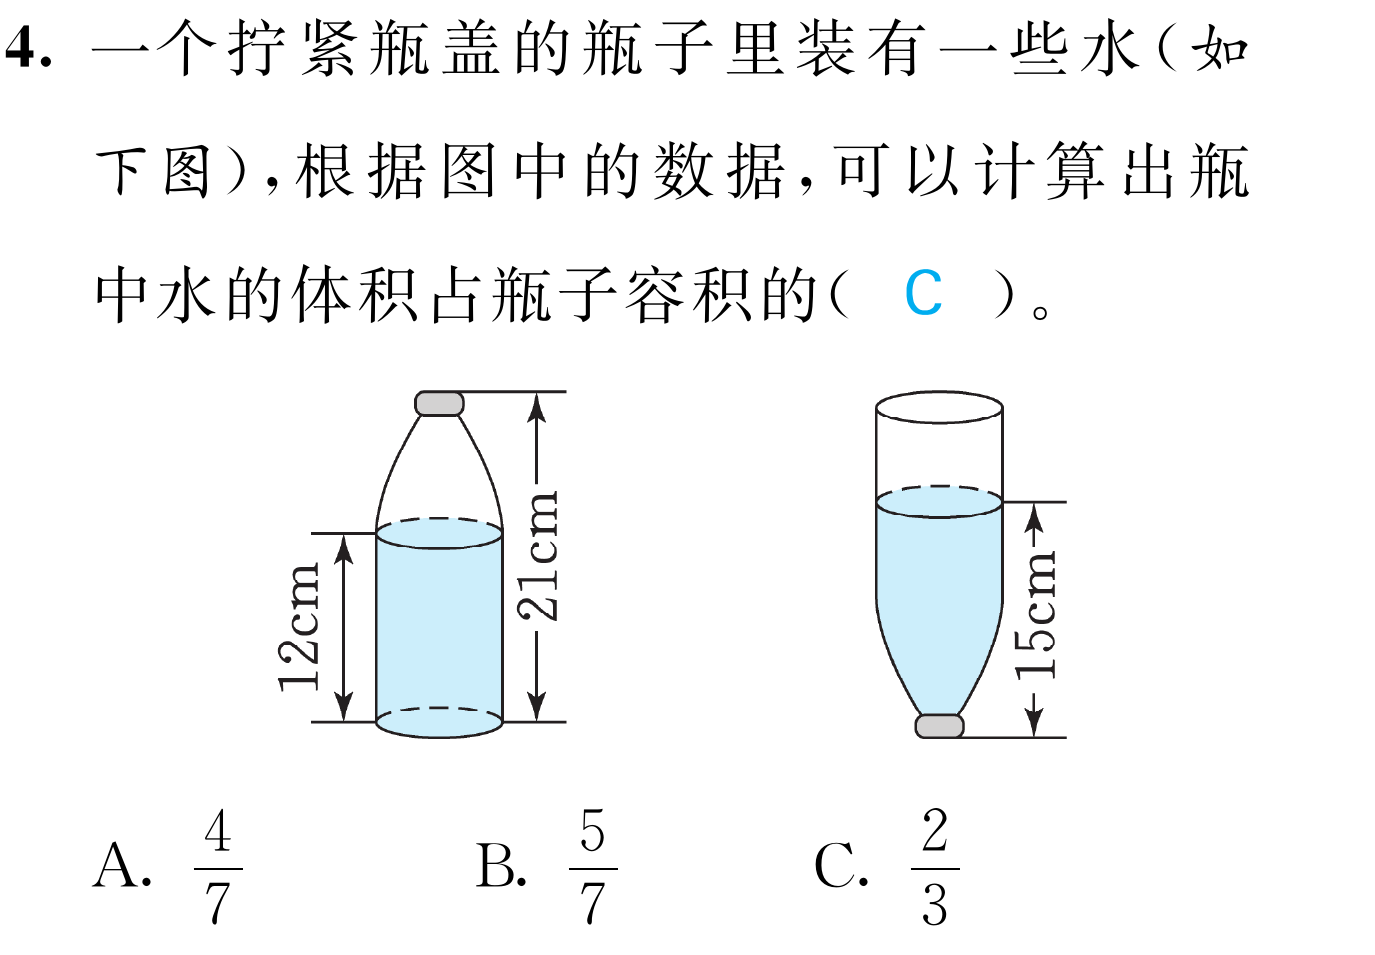 4. 一个拧紧瓶盖的瓶子里装有一些水(如
下图),根据图中的数据,可以计算出瓶
中水的体积占瓶子容积的( C )。
12cm
21cm
15cm
A. 4/7 B. 5/7 C. 2/3